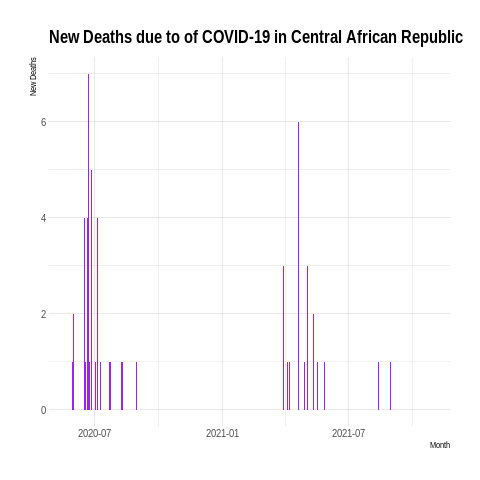 New Deaths due to of COVID-19 in Central African Republic
New Deaths
6
4
2
0
2020-07 2021-01 2021-07
Month